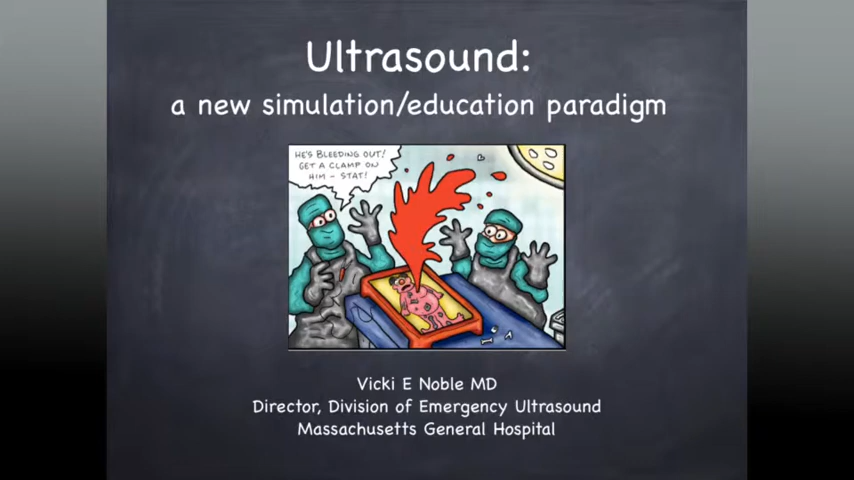 Ultrasound:
a new simulation/education paradigm
HE'S BLEEDING OUT!
GET A CLAMP ON
HIM - STAT!
Vicki E Noble MD
Director, Division of Emergency Ultrasound
Massachusetts General Hospital